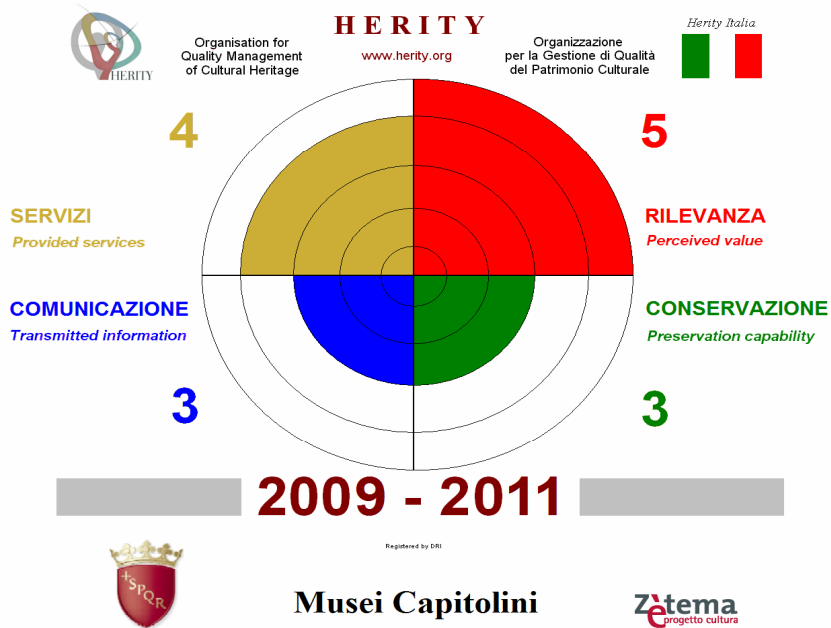 HERITY
Organisation for
Quality Management
of Cultural Heritage
HERITY
www.herity.org
Organizzazione
per la Gestione di Qualità
del Patrimonio Culturale
Herity Italia
4
5
SERVIZI
Provided services
RILEVANZA
Perceived value
COMUNICAZIONE
Transmitted information
CONSERVAZIONE
Preservation capability
3
3
2009 - 2011
Registered by DRI
SPQR
Musei Capitolini
Zètema
progetto cultura